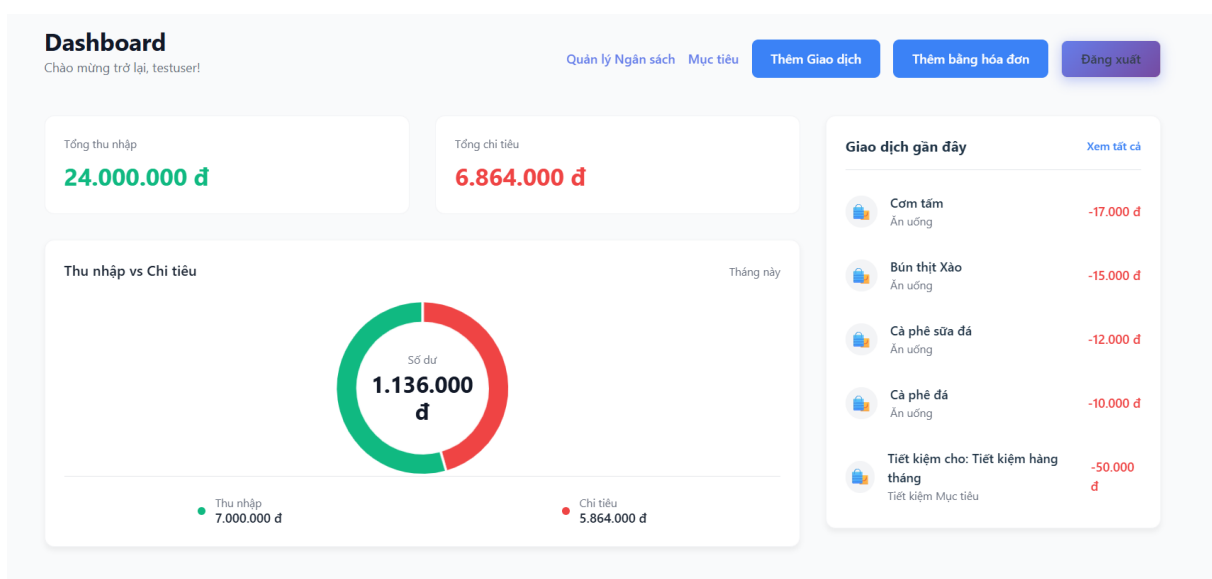 Dashboard
Chào mừng trở lại, testuser!
Quản lý Ngân sách
Mục tiêu
Thêm Giao dịch
Thêm bằng hóa đơn
Đăng xuất
Tổng thu nhập
24.000.000 đ
Tổng chi tiêu
6.864.000 đ
Thu nhập vs Chi tiêu
Tháng này
Số dư
1.136.000
đ
Thu nhập
7.000.000 đ
Chi tiêu
5.864.000 đ
Giao dịch gần đây
Xem tất cả
Cơm tấm
Ăn uống
-17.000 đ
Bún thịt Xào
Ăn uống
-15.000 đ
Cà phê sữa đá
Ăn uống
-12.000 đ
Cà phê đá
Ăn uống
-10.000 đ
Tiết kiệm cho: Tiết kiệm hàng
tháng
Tiết kiệm Mục tiêu
-50.000
đ